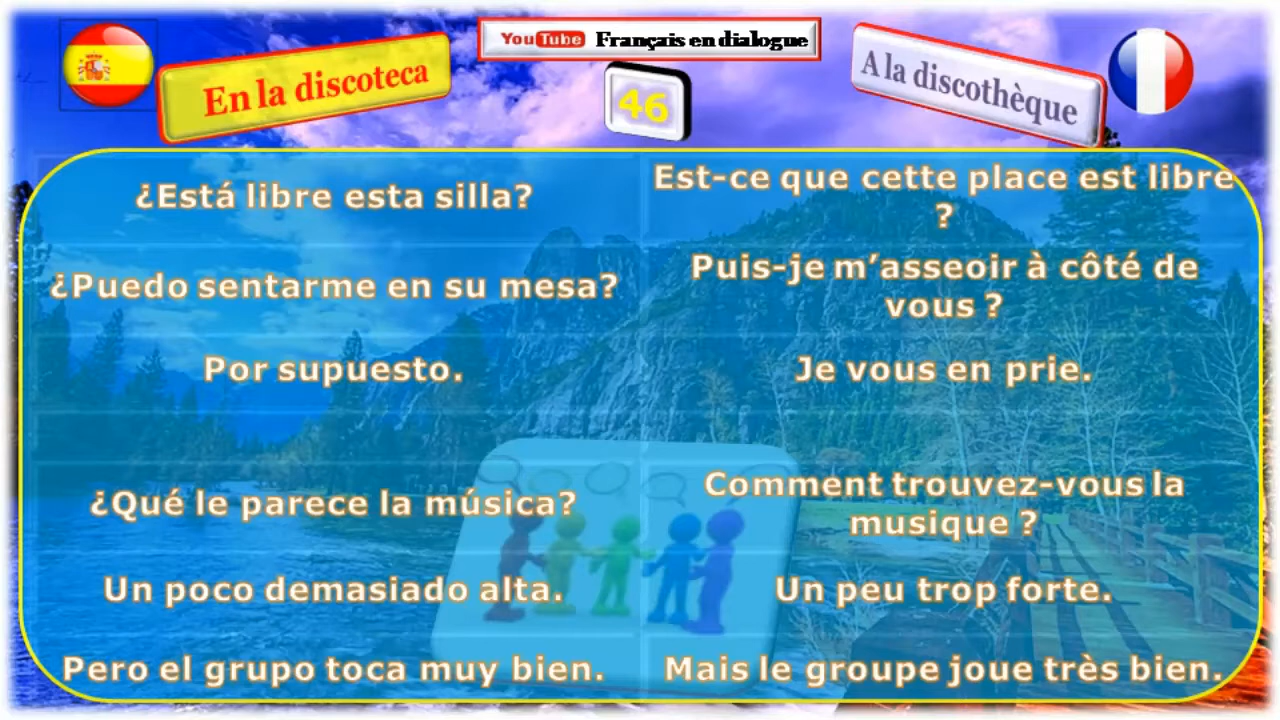 En la discoteca
YouTube Français en dialogue
46
A la discothèque
¿Está libre esta silla?
Est-ce que cette place est libre
?
¿Puedo sentarme en su mesa?
Puis-je m’asseoir à côté de
vous ?
Por supuesto.
Je vous en prie.
¿Qué le parece la música?
Comment trouvez-vous la
musique ?
Un poco demasiado alta.
Un peu trop forte.
Pero el grupo toca muy bien.
Mais le groupe joue très bien.